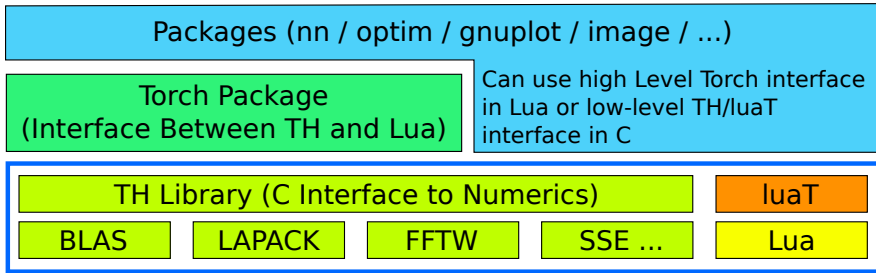 Packages (nn / optim / gnuplot / image / ...)
Torch Package
(Interface Between TH and Lua)
Can use high Level Torch interface
in Lua or low-level TH/luaT
interface in C
TH Library (C Interface to Numerics)
luaT
BLAS
LAPACK
FFTW
SSE ...
Lua